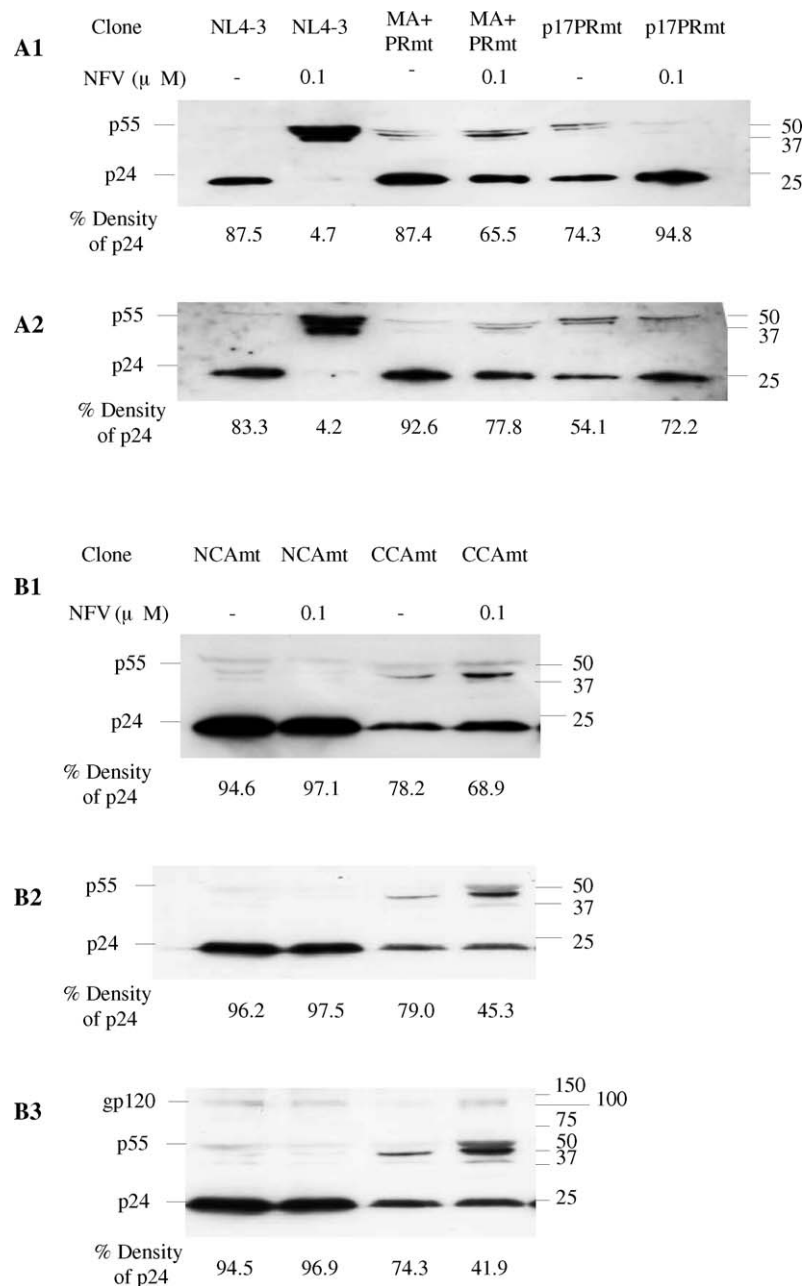 Clone NL4-3 NL4-3 MA+ PRmt MA+ PRmt p17PRmt p17PRmt
A1
NFV (μ M) - 0.1 - 0.1 - 0.1
p55 50
37
p24 25
% Density of p24 87.5 4.7 87.4 65.5 74.3 94.8
A2
p55 50
37
p24 25
% Density of p24 83.3 4.2 92.6 77.8 54.1 72.2
Clone NCAmt NCAmt CCAmt CCAmt
B1
NFV (μ M) - 0.1 - 0.1
p55 50
37
p24 25
% Density of p24 94.6 97.1 78.2 68.9
B2
p55 50
37
p24 25
% Density of p24 96.2 97.5 79.0 45.3
B3
gp120 150
100
75
p55 50
37
p24 25
% Density of p24 94.5 96.9 74.3 41.9